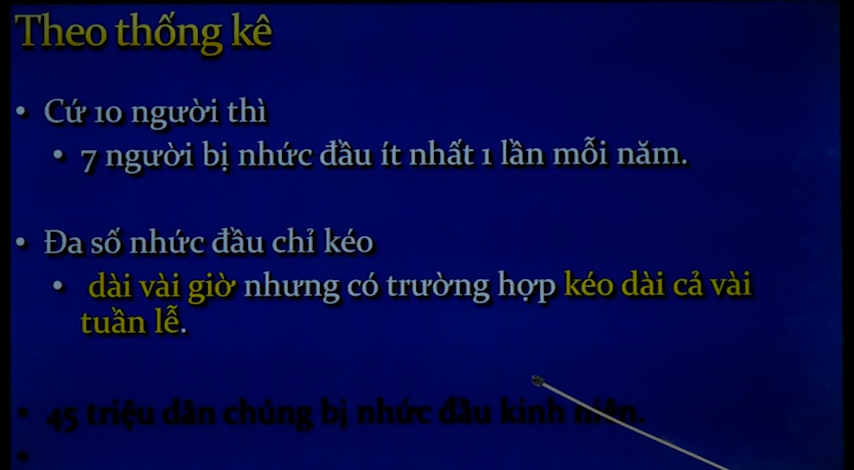 Theo thống kê
• Cứ 10 người thì
• 7 người bị nhức đầu ít nhất 1 lần mỗi năm.
• Đa số nhức đầu chỉ kéo
• dài vài giờ nhưng có trường hợp kéo dài cả vài
tuần lễ.
• 45 triệu dân chúng bị nhức đầu kinh niên.